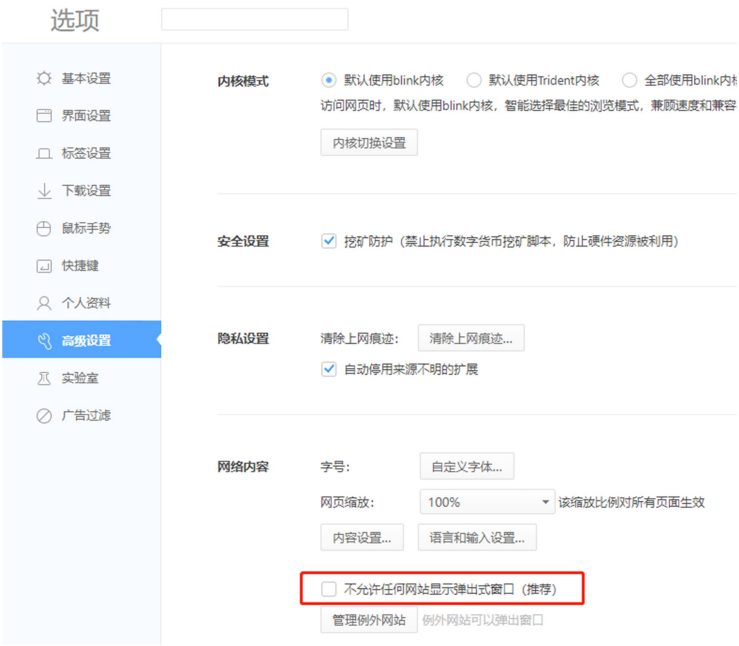 选项
基本设置
界面设置
标签设置
下载设置
鼠标手势
快捷键
个人资料
高级设置
实验室
广告过滤
内核模式 默认使用blink内核 默认使用Trident内核 全部使用blink内
访问网页时，默认使用blink内核，智能选择最佳的浏览模式，兼顾速度和兼容
内核切换设置
安全设置 挖矿防护（禁止执行数字货币挖矿脚本，防止硬件资源被利用）
隐私设置 清除上网痕迹： 清除上网痕迹...
自动停用来源不明的扩展
网络内容 字号： 自定义字体...
网页缩放： 100% 该缩放比例对所有页面生效
内容设置... 语言和输入设置...
不允许任何网站显示弹出式窗口（推荐）
管理例外网站 例外网站可以弹出窗口